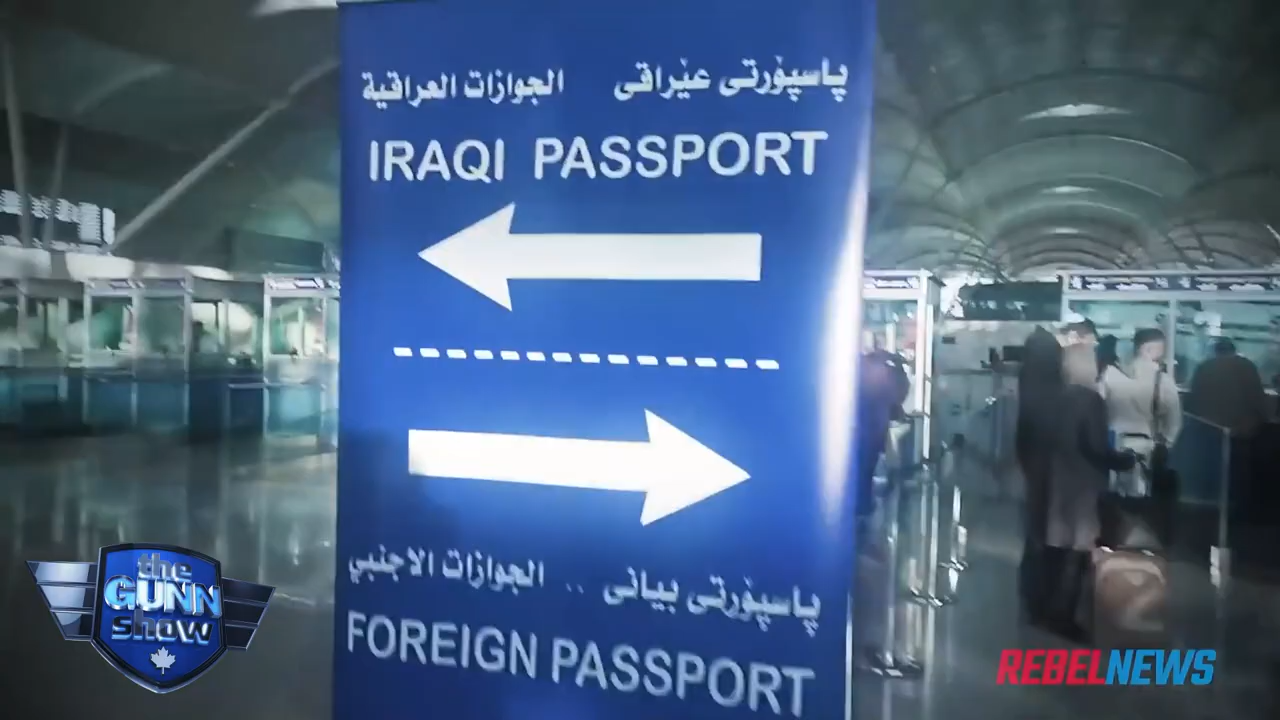 الجوازات العراقية پاسپۆرتی عێراقی
IRAQI PASSPORT
الجوازات الاجنبي .. پاسپۆرتی بیانی
FOREIGN PASSPORT
the
GUNN
show
REBELNEWS